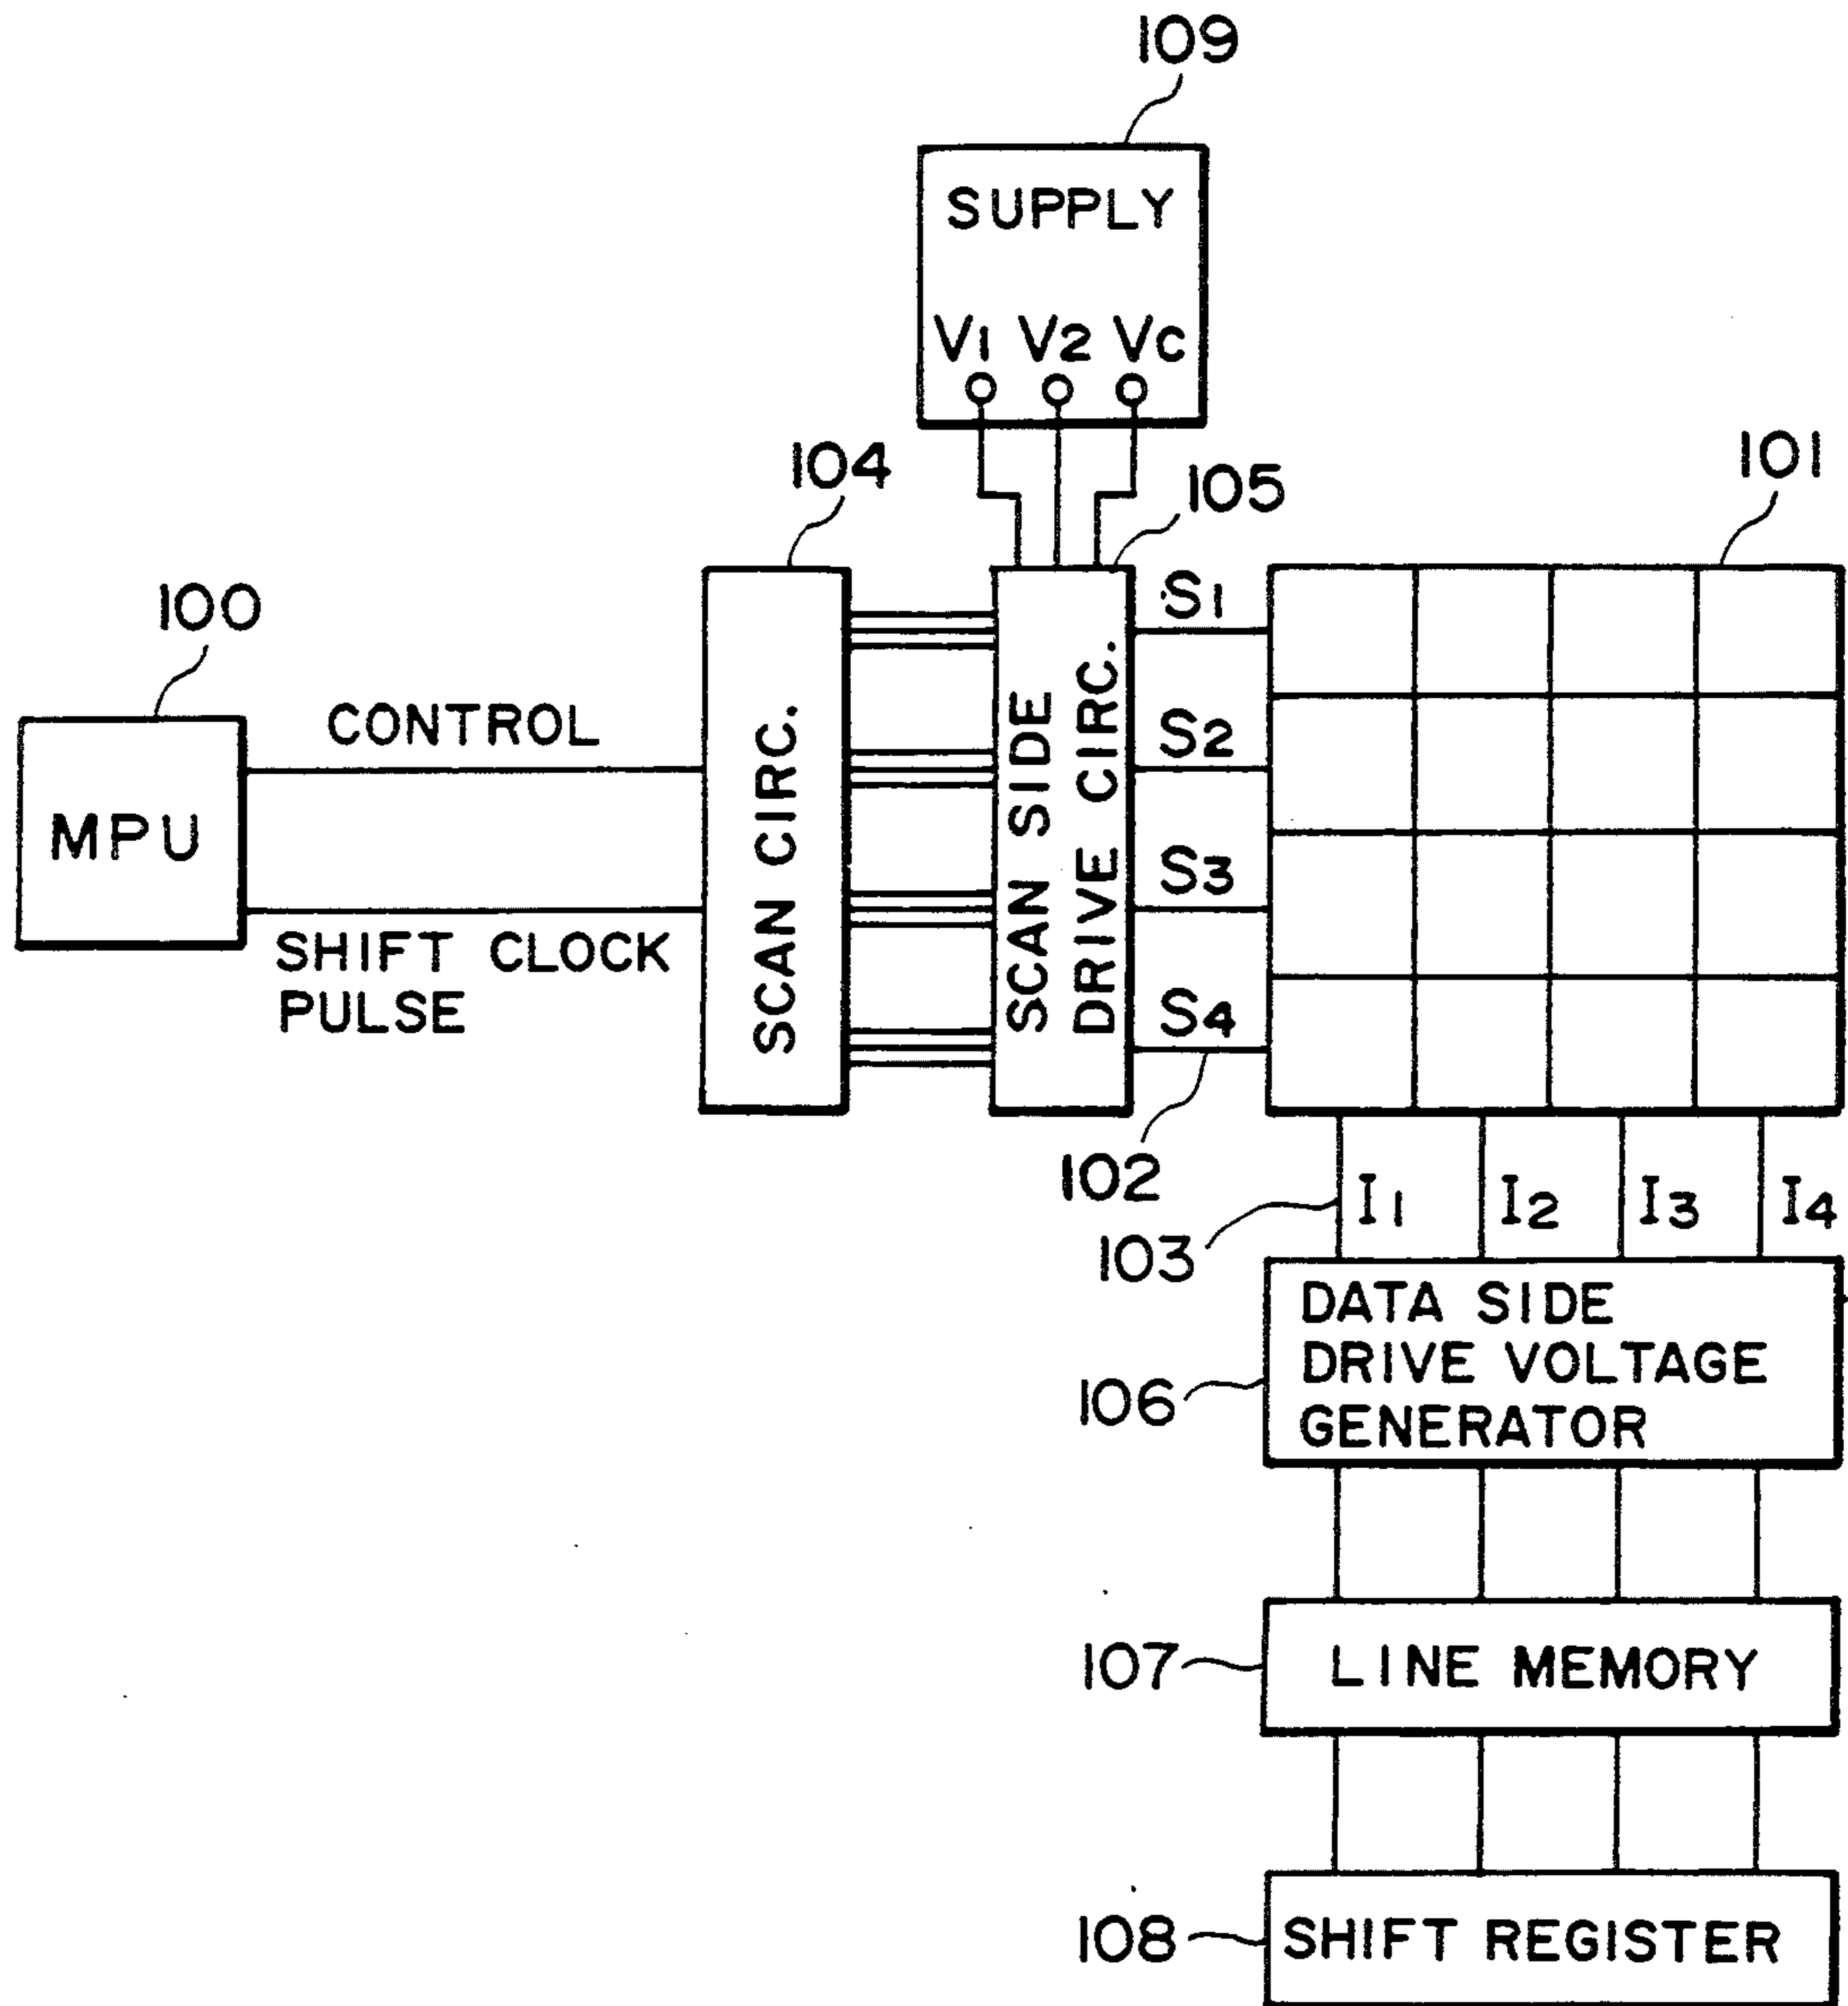 109
SUPPLY
V1 V2 VC
104
105
101
100
S1
CONTROL
S2
MPU
SCAN CIRC.
SCAN SIDE
DRIVE CIRC.
S3
SHIFT CLOCK
PULSE
S4
102
103
I1 I2 I3 I4
DATA SIDE
DRIVE VOLTAGE
GENERATOR
106
107
LINE MEMORY
108
SHIFT REGISTER